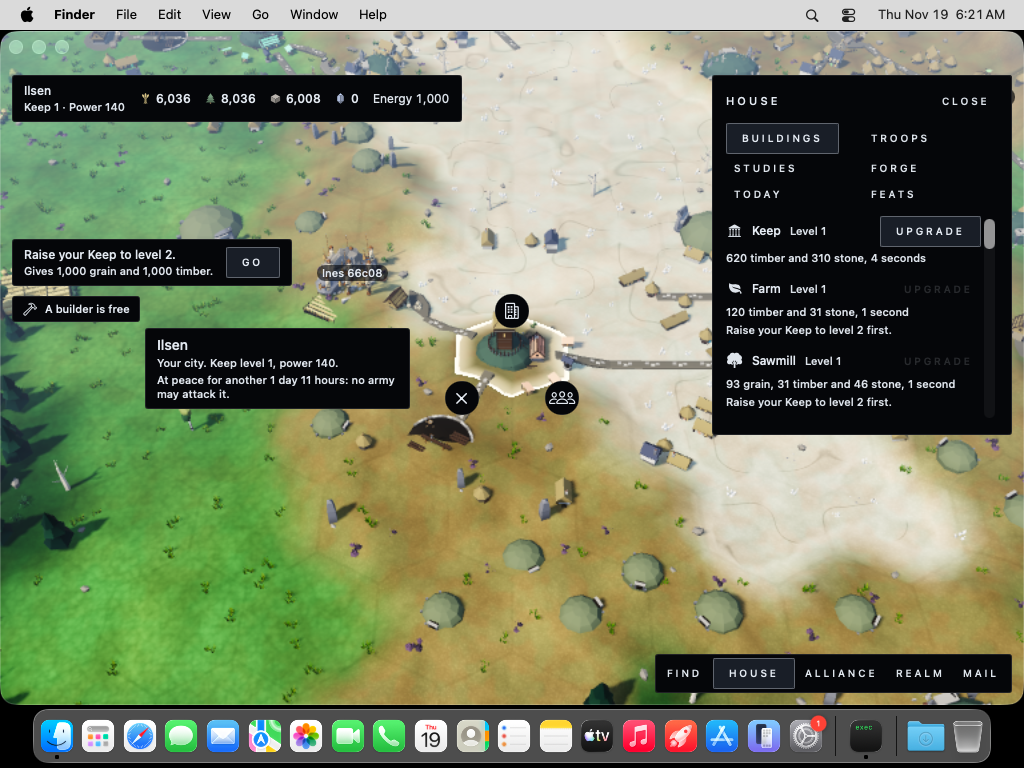 Finder File Edit View Go Window Help
Thu Nov 19 6:21 AM
Ilsen
Keep 1 · Power 140
6,036
8,036
6,008
0
Energy 1,000
HOUSE
CLOSE
BUILDINGS
TROOPS
STUDIES
FORGE
TODAY
FEATS
Keep Level 1
UPGRADE
620 timber and 310 stone, 4 seconds
Farm Level 1
UPGRADE
120 timber and 31 stone, 1 second
Raise your Keep to level 2 first.
Sawmill Level 1
UPGRADE
93 grain, 31 timber and 46 stone, 1 second
Raise your Keep to level 2 first.
Raise your Keep to level 2.
Gives 1,000 grain and 1,000 timber.
GO
A builder is free
Ines 66c08
Ilsen
Your city. Keep level 1, power 140.
At peace for another 1 day 11 hours: no army
may attack it.
FIND
HOUSE
ALLIANCE
REALM
MAIL
Thu
19
tv
1
exec